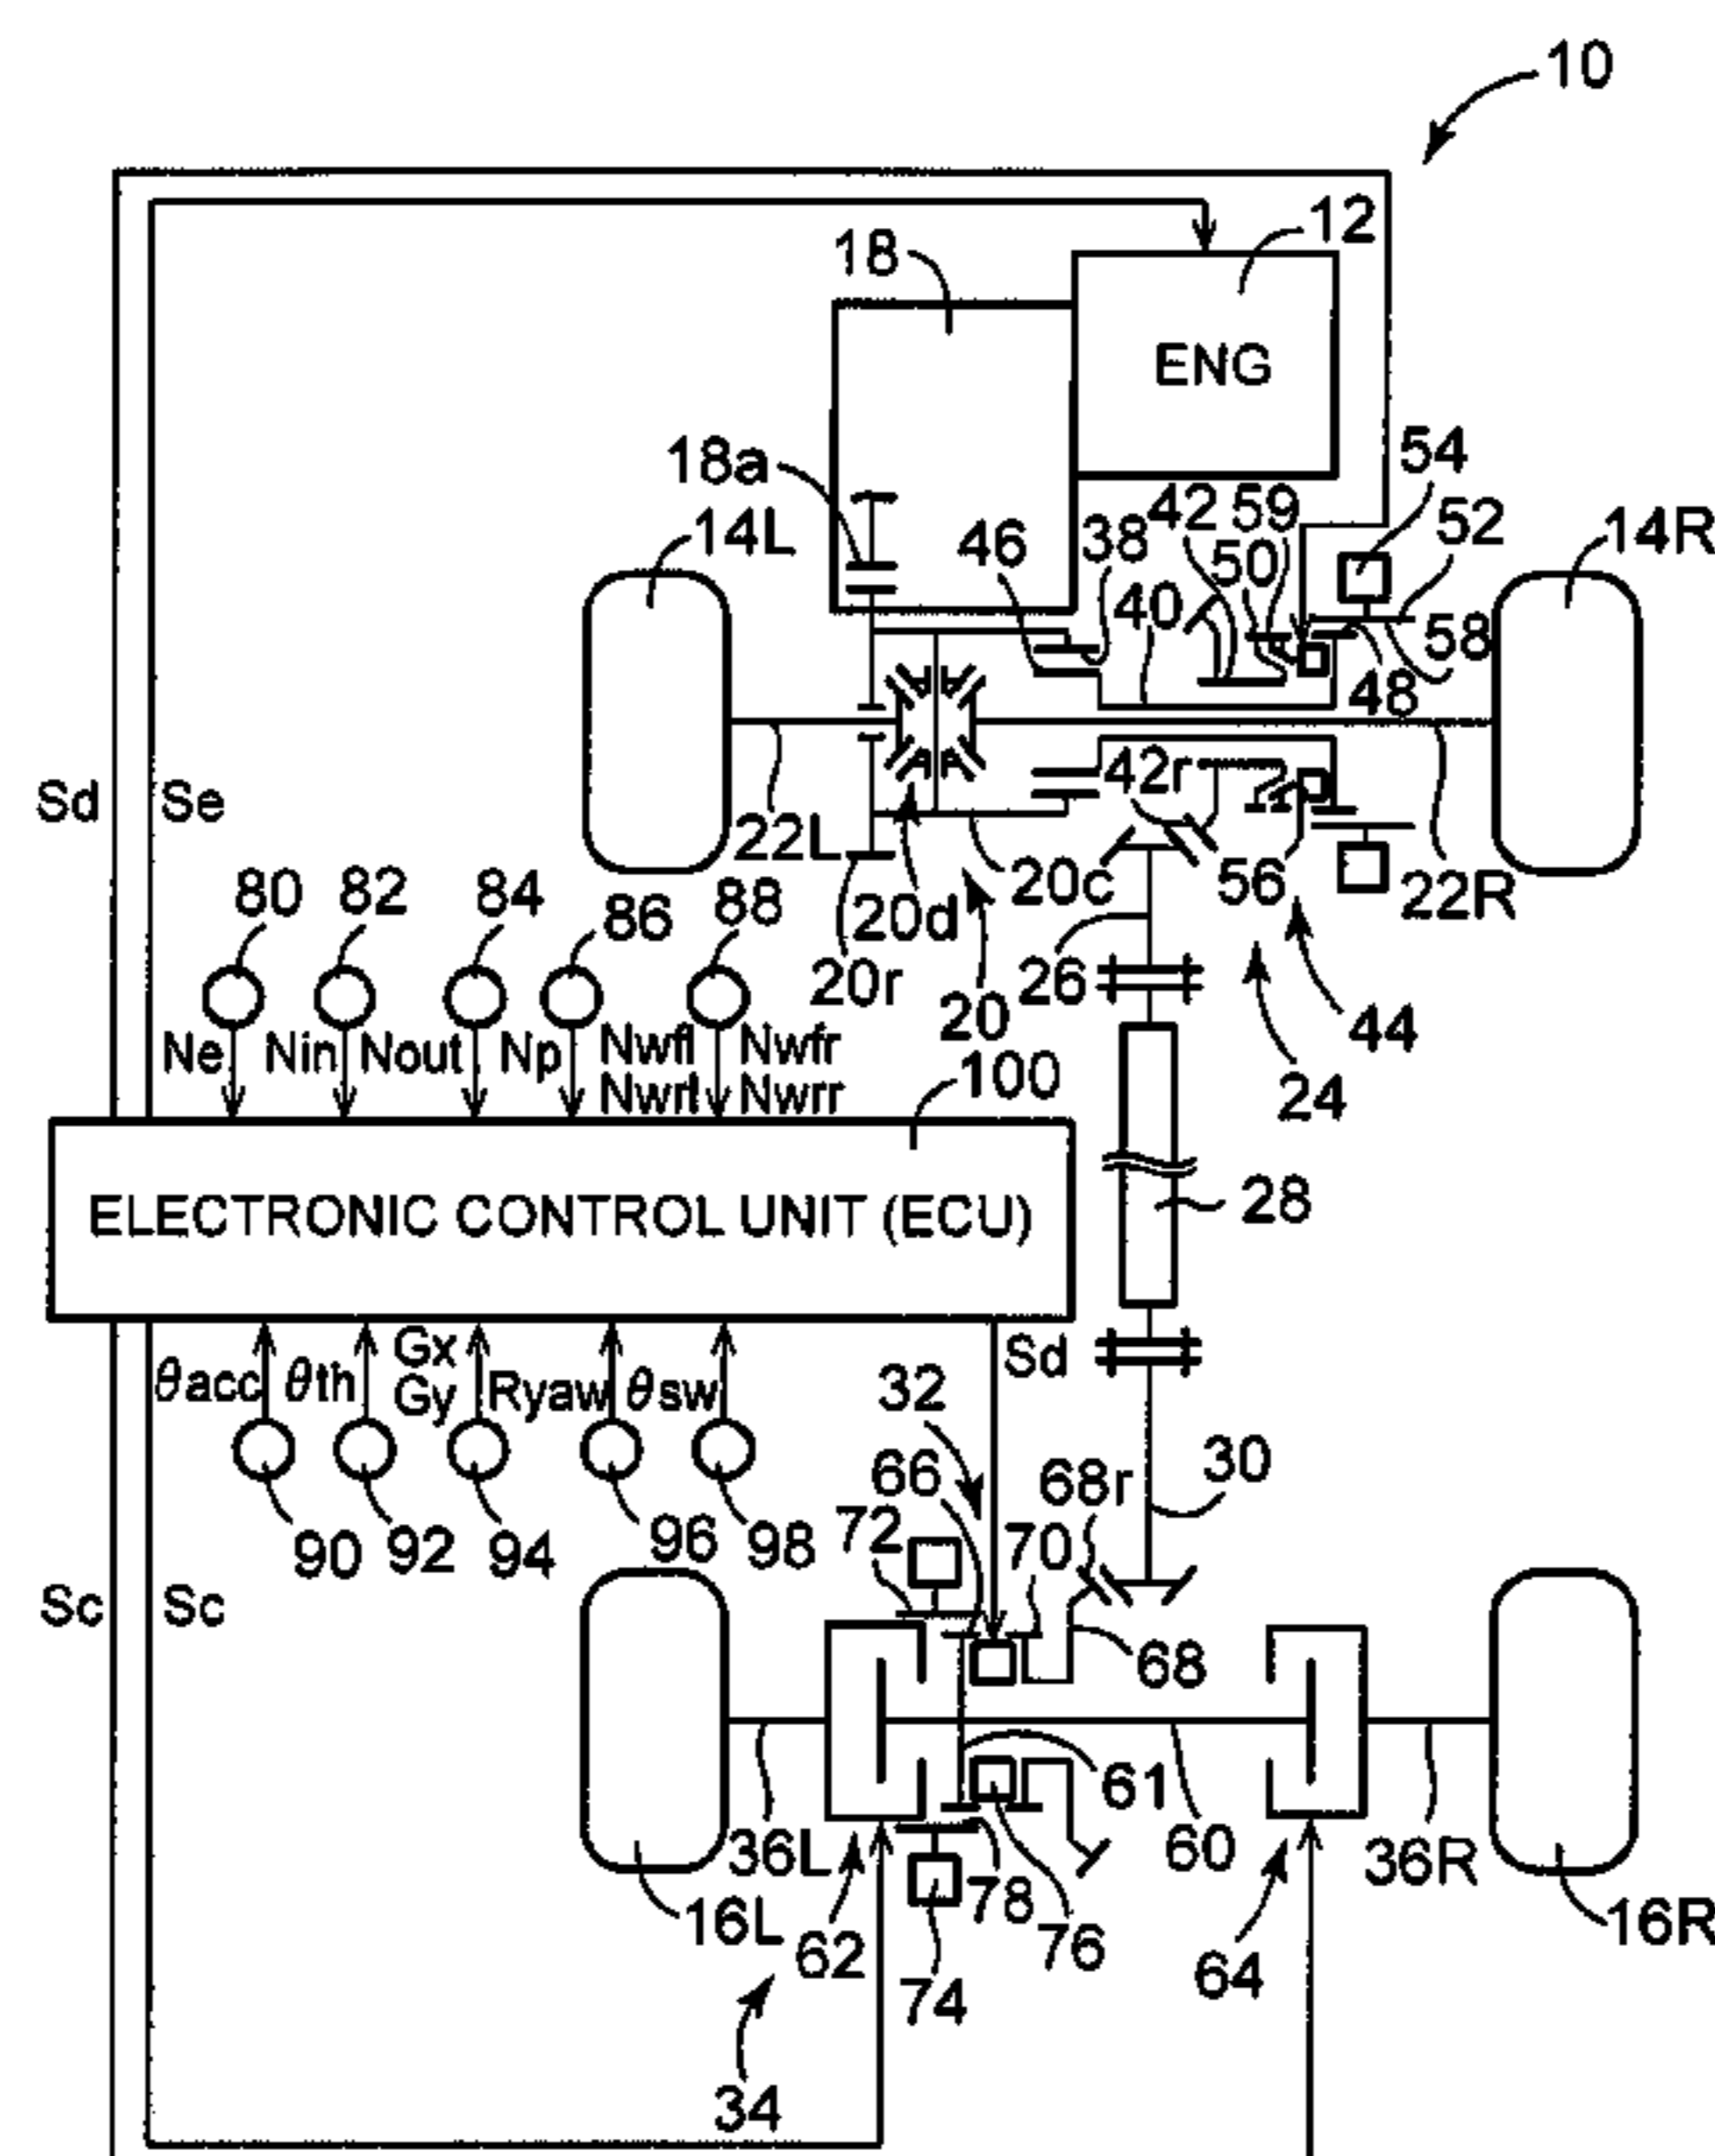 10
12
18
ENG
54
18a
42 59
52
14L
46
38
50
14R
40
58
48
42r
Sd
Se
22L
20c
56
22R
80
82
84
86
88
20d
20r
26
20
44
Ne
Nin
Nout
Np
Nwfl
Nwfr
Nwrl
Nwrr
100
24
ELECTRONIC CONTROL UNIT (ECU)
28
θacc
θth
Gx
Gy
Ryaw
θsw
Sd
32
66
68r
30
72
70
90
92
94
96
98
Sc
Sc
68
61
36L
60
36R
16L
62
78
76
16R
74
64
34